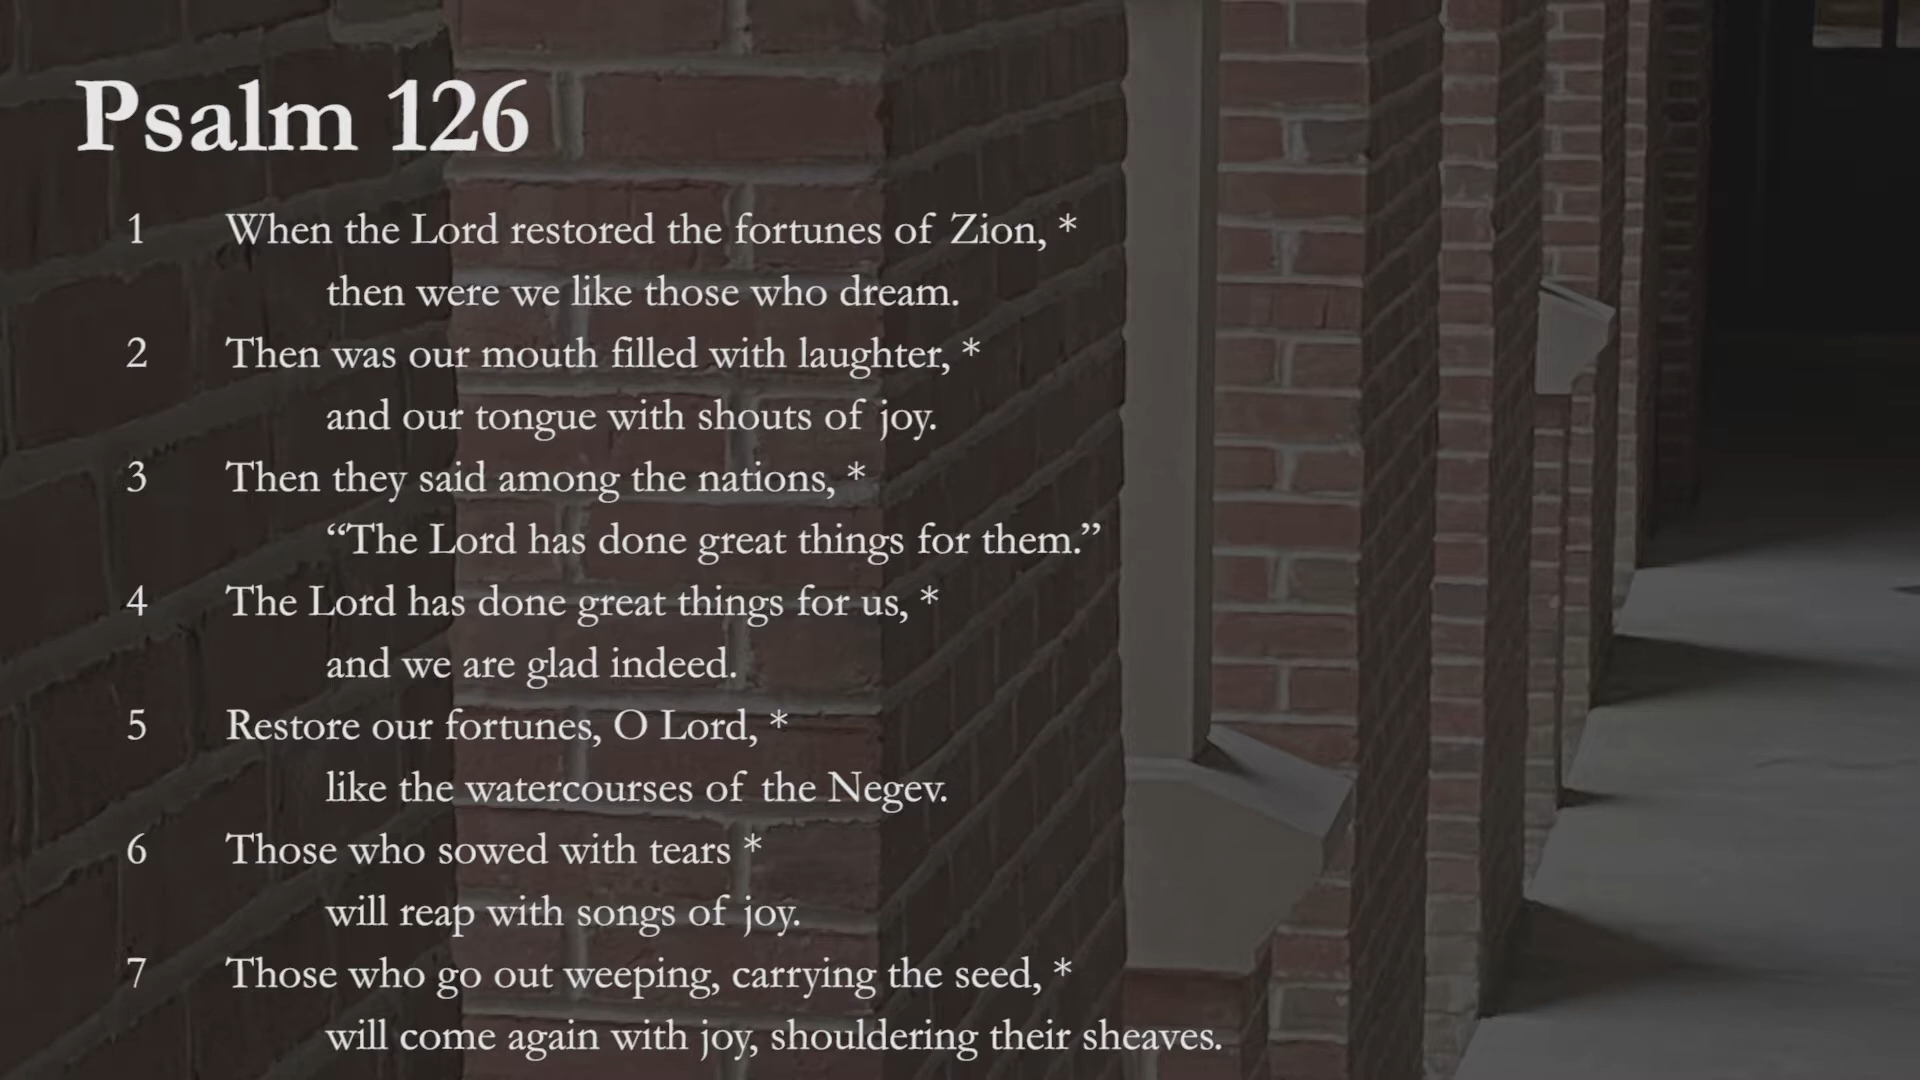 Psalm 126
1 When the Lord restored the fortunes of Zion, *
then were we like those who dream.
2 Then was our mouth filled with laughter, *
and our tongue with shouts of joy.
3 Then they said among the nations, *
“The Lord has done great things for them.”
4 The Lord has done great things for us, *
and we are glad indeed.
5 Restore our fortunes, O Lord, *
like the watercourses of the Negev.
6 Those who sowed with tears *
will reap with songs of joy.
7 Those who go out weeping, carrying the seed, *
will come again with joy, shouldering their sheaves.